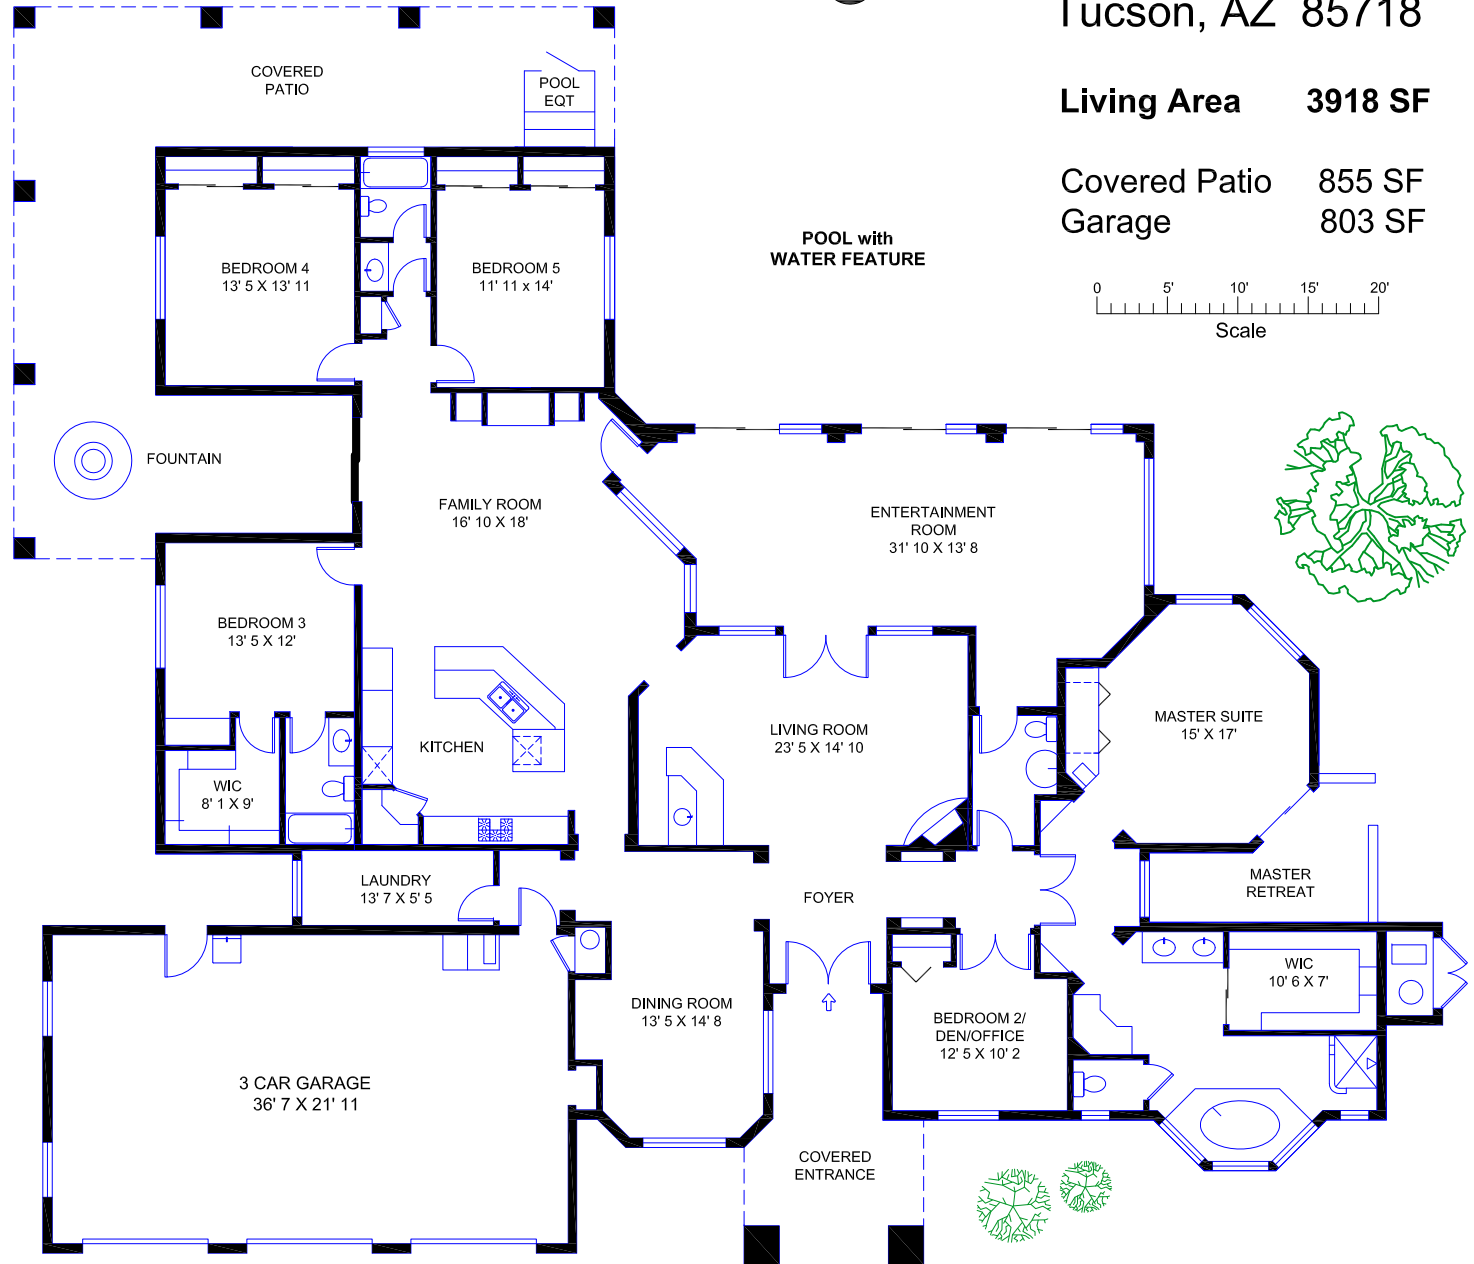 Tucson, AZ 85718
Living Area 3918 SF
Covered Patio 855 SF
Garage 803 SF
0 5' 10' 15' 20'
Scale
COVERED
PATIO
POOL
EQT
POOL with
WATER FEATURE
BEDROOM 4
13' 5 X 13' 11
BEDROOM 5
11' 11 x 14'
FOUNTAIN
FAMILY ROOM
16' 10 X 18'
ENTERTAINMENT
ROOM
31' 10 X 13' 8
BEDROOM 3
13' 5 X 12'
KITCHEN
LIVING ROOM
23' 5 X 14' 10
MASTER SUITE
15' X 17'
WIC
8' 1 X 9'
LAUNDRY
13' 7 X 5' 5
FOYER
MASTER
RETREAT
WIC
10' 6 X 7'
DINING ROOM
13' 5 X 14' 8
BEDROOM 2/
DEN/OFFICE
12' 5 X 10' 2
3 CAR GARAGE
36' 7 X 21' 11
COVERED
ENTRANCE